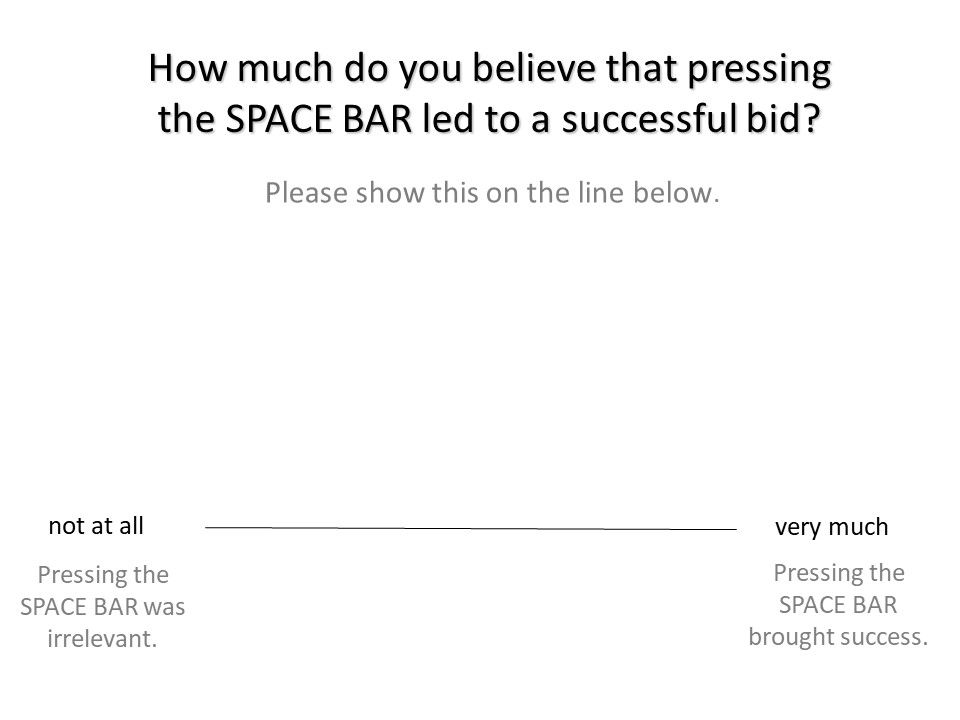 How much do you believe that pressing
the SPACE BAR led to a successful bid?
Please show this on the line below.
not at all
very much
Pressing the
SPACE BAR was
irrelevant.
Pressing the
SPACE BAR
brought success.